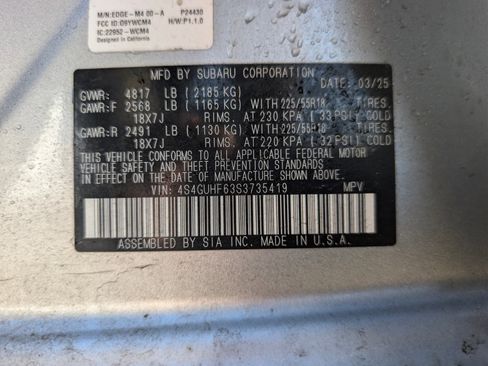 M/N:EDGE-M4 00-A P24430
FCC ID:O9YWCM4 H/W:P1.1.0
IC:22952-WCM4
Designed in California
MFD BY SUBARU CORPORATION DATE: 03/25
GVWR: 4817 LB (2185 KG)
GAWR:F 2568 LB (1165 KG) WITH 225/55R18 TIRES.
18X7J RIMS. AT 230 KPA (33 PSI) COLD
GAWR:R 2491 LB (1130 KG) WITH 225/55R18 TIRES.
18X7J RIMS. AT 220 KPA (32 PSI) COLD
THIS VEHICLE CONFORMS TO ALL APPLICABLE FEDERAL MOTOR
VEHICLE SAFETY AND THEFT PREVENTION STANDARDS
IN EFFECT ON THE DATE OF MANUFACTURE SHOWN ABOVE.
VIN: 4S4GUHF63S3735419 MPV
ASSEMBLED BY SIA INC. MADE IN U.S.A.